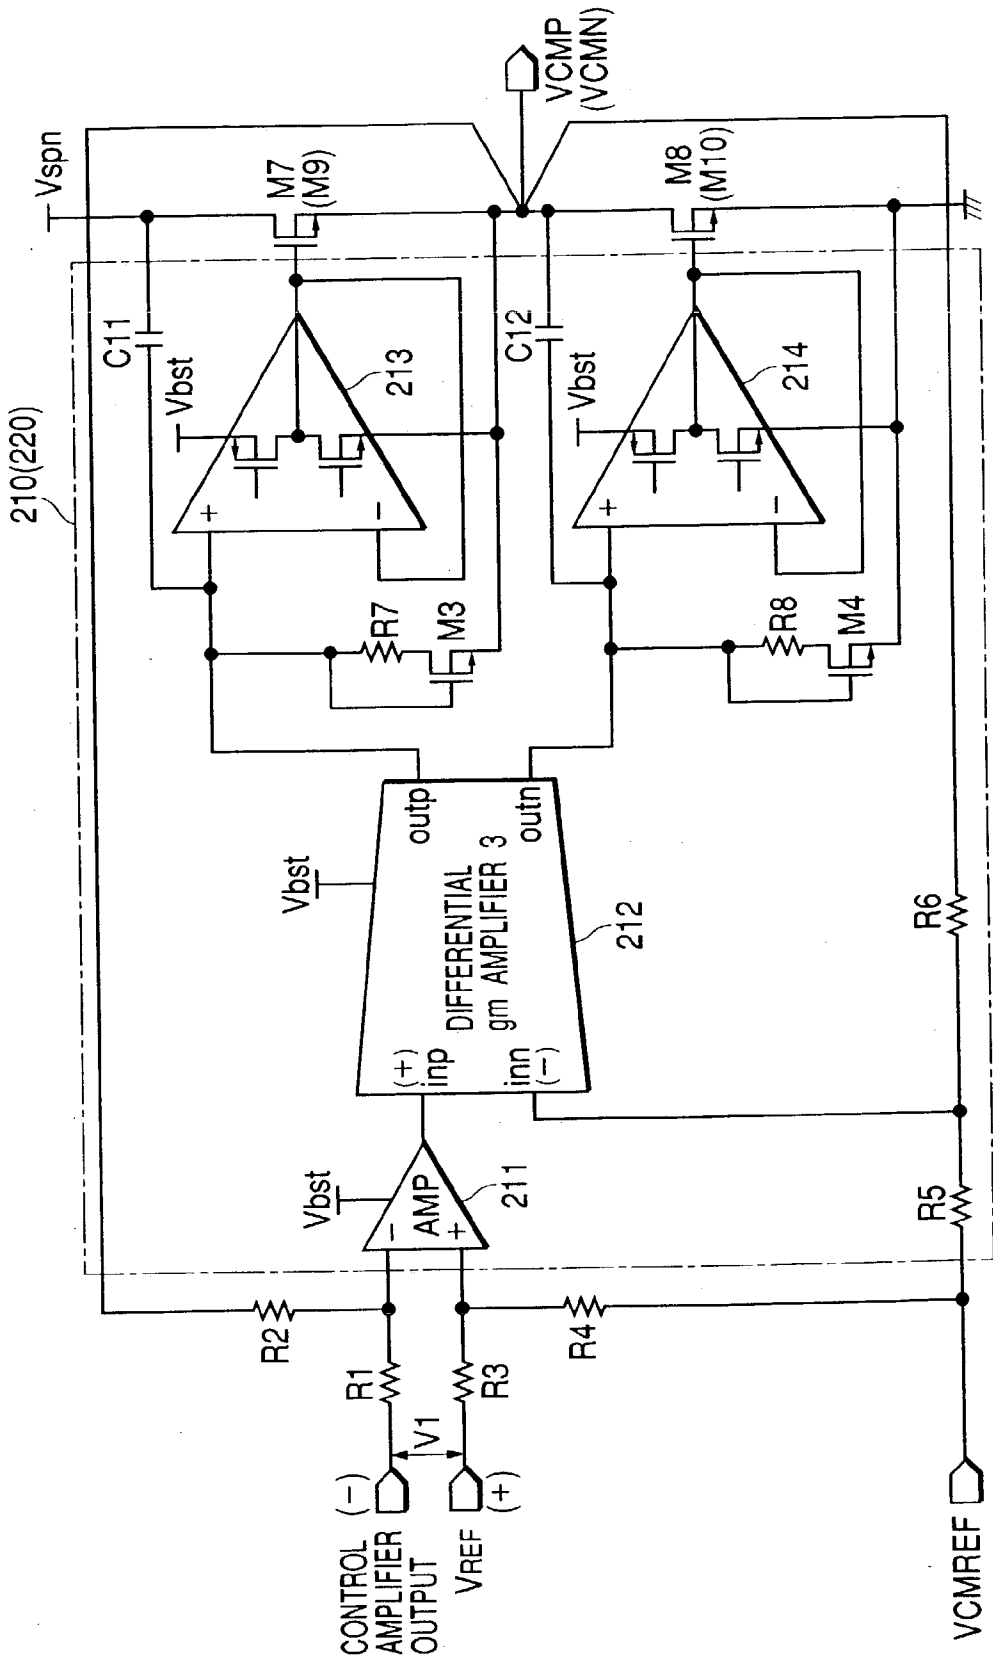 210(220)
Vspn
C11
M7
(M9)
Vbst
+
−
213
VCMP
(VCMN)
R7
M3
C12
M8
(M10)
Vbst
+
−
214
R8
M4
Vbst
outp
outn
DIFFERENTIAL
gm AMPLIFIER 3
(+)
inp
inn
(−)
212
Vbst
AMP
−
+
211
R6
R5
R2
R1
R3
R4
V1
(−)
CONTROL
AMPLIFIER
OUTPUT
VREF
(+)
VCMREF